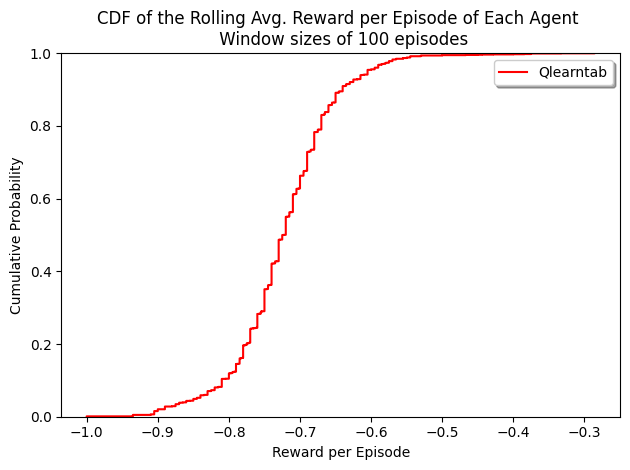 CDF of the Rolling Avg. Reward per Episode of Each Agent
Window sizes of 100 episodes
Qlearntab
Cumulative Probability
1.0
0.8
0.6
0.4
0.2
0.0
−1.0 −0.9 −0.8 −0.7 −0.6 −0.5 −0.4 −0.3
Reward per Episode